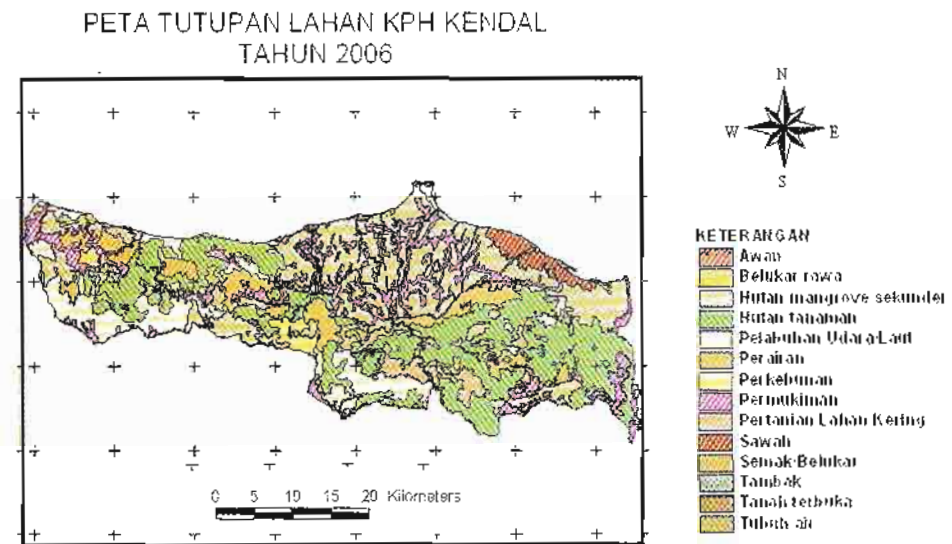 PETA TUTUPAN LAHAN KPH KENDAL
TAHUN 2006
N
W E
S
KETERANGAN
Awan
Belukar rawa
Hutan mangrove sekunder
Hutan tanaman
Pelabuhan Udara-Laut
Perairan
Perkebunan
Permukiman
Pertanian Lahan Kering
Sawah
Semak-Belukar
Tambak
Tanah terbuka
Tubuh air
0 5 10 15 20 Kilometers